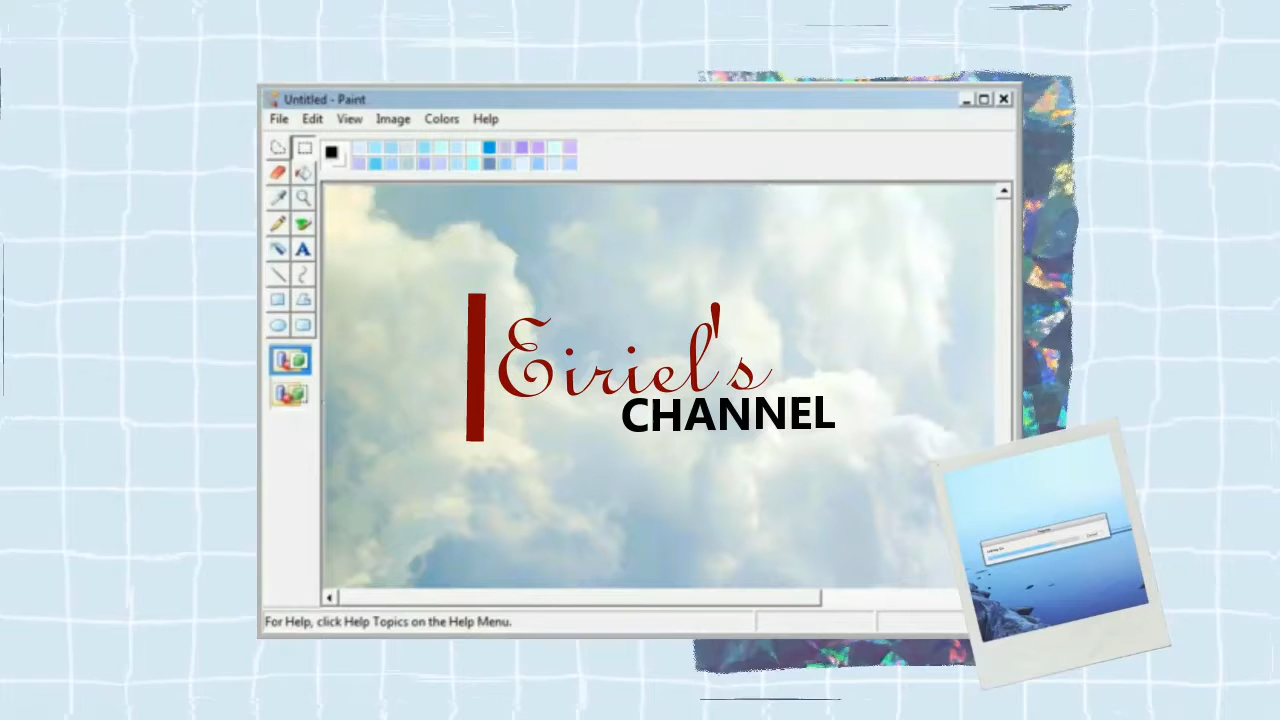 Untitled - Paint
File Edit View Image Colors Help
Eiriel's
CHANNEL
For Help, click Help Topics on the Help Menu.